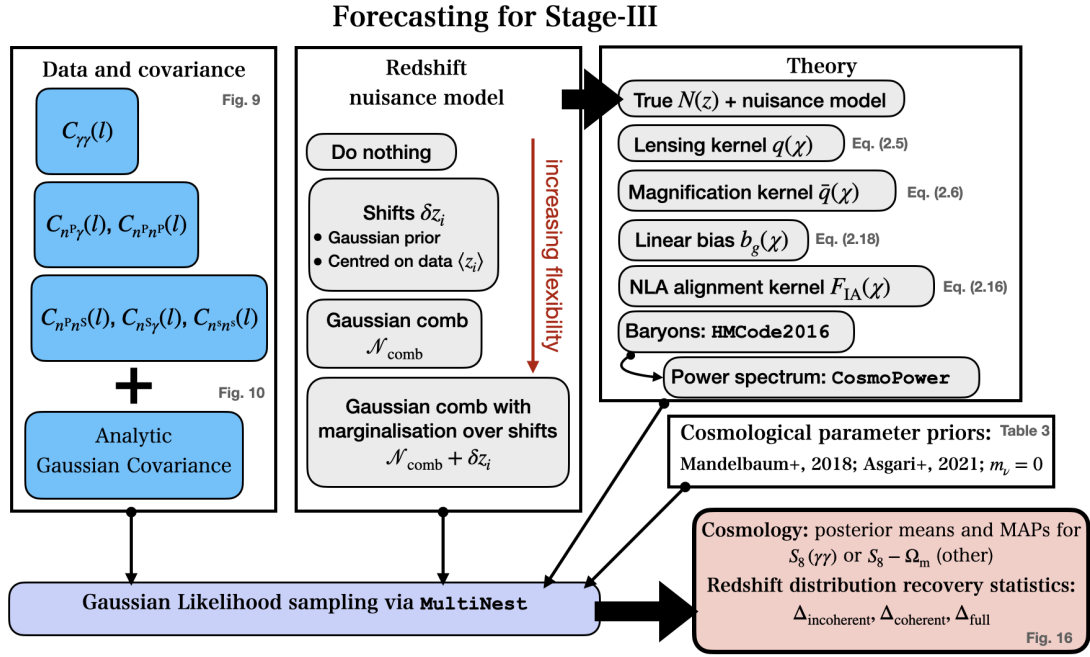 Forecasting for Stage-III
Data and covariance
Fig. 9
C_{γγ}(l)
C_{n^P γ}(l), C_{n^P n^P}(l)
C_{n^P n^S}(l), C_{n^S γ}(l), C_{n^s n^s}(l)
+
Fig. 10
Analytic
Gaussian Covariance
Redshift
nuisance model
Do nothing
Shifts δz_i
• Gaussian prior
• Centred on data ⟨z_i⟩
Gaussian comb
𝒩_comb
Gaussian comb with
marginalisation over shifts
𝒩_comb + δz_i
increasing flexibility
Theory
True N(z) + nuisance model
Lensing kernel q(χ) Eq. (2.5)
Magnification kernel q̄(χ) Eq. (2.6)
Linear bias b_g(χ) Eq. (2.18)
NLA alignment kernel F_IA(χ) Eq. (2.16)
Baryons: HMCode2016
Power spectrum: CosmoPower
Cosmological parameter priors: Table 3
Mandelbaum+, 2018; Asgari+, 2021; m_ν = 0
Gaussian Likelihood sampling via MultiNest
Cosmology: posterior means and MAPs for
S_8(γγ) or S_8 − Ω_m (other)
Redshift distribution recovery statistics:
Δ_incoherent, Δ_coherent, Δ_full
Fig. 16